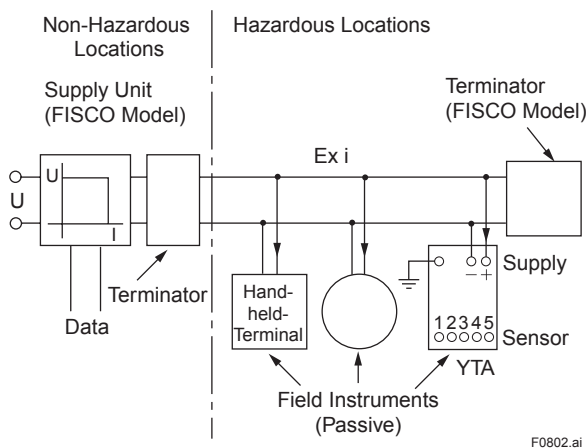 Non-Hazardous
Locations
Hazardous Locations
Supply Unit
(FISCO Model)
Terminator
(FISCO Model)
Ex i
U
U
I
Terminator
Data
Hand-
held-
Terminal
Supply
− +
1 2 3 4 5
Sensor
YTA
Field Instruments
(Passive)
F0802.ai